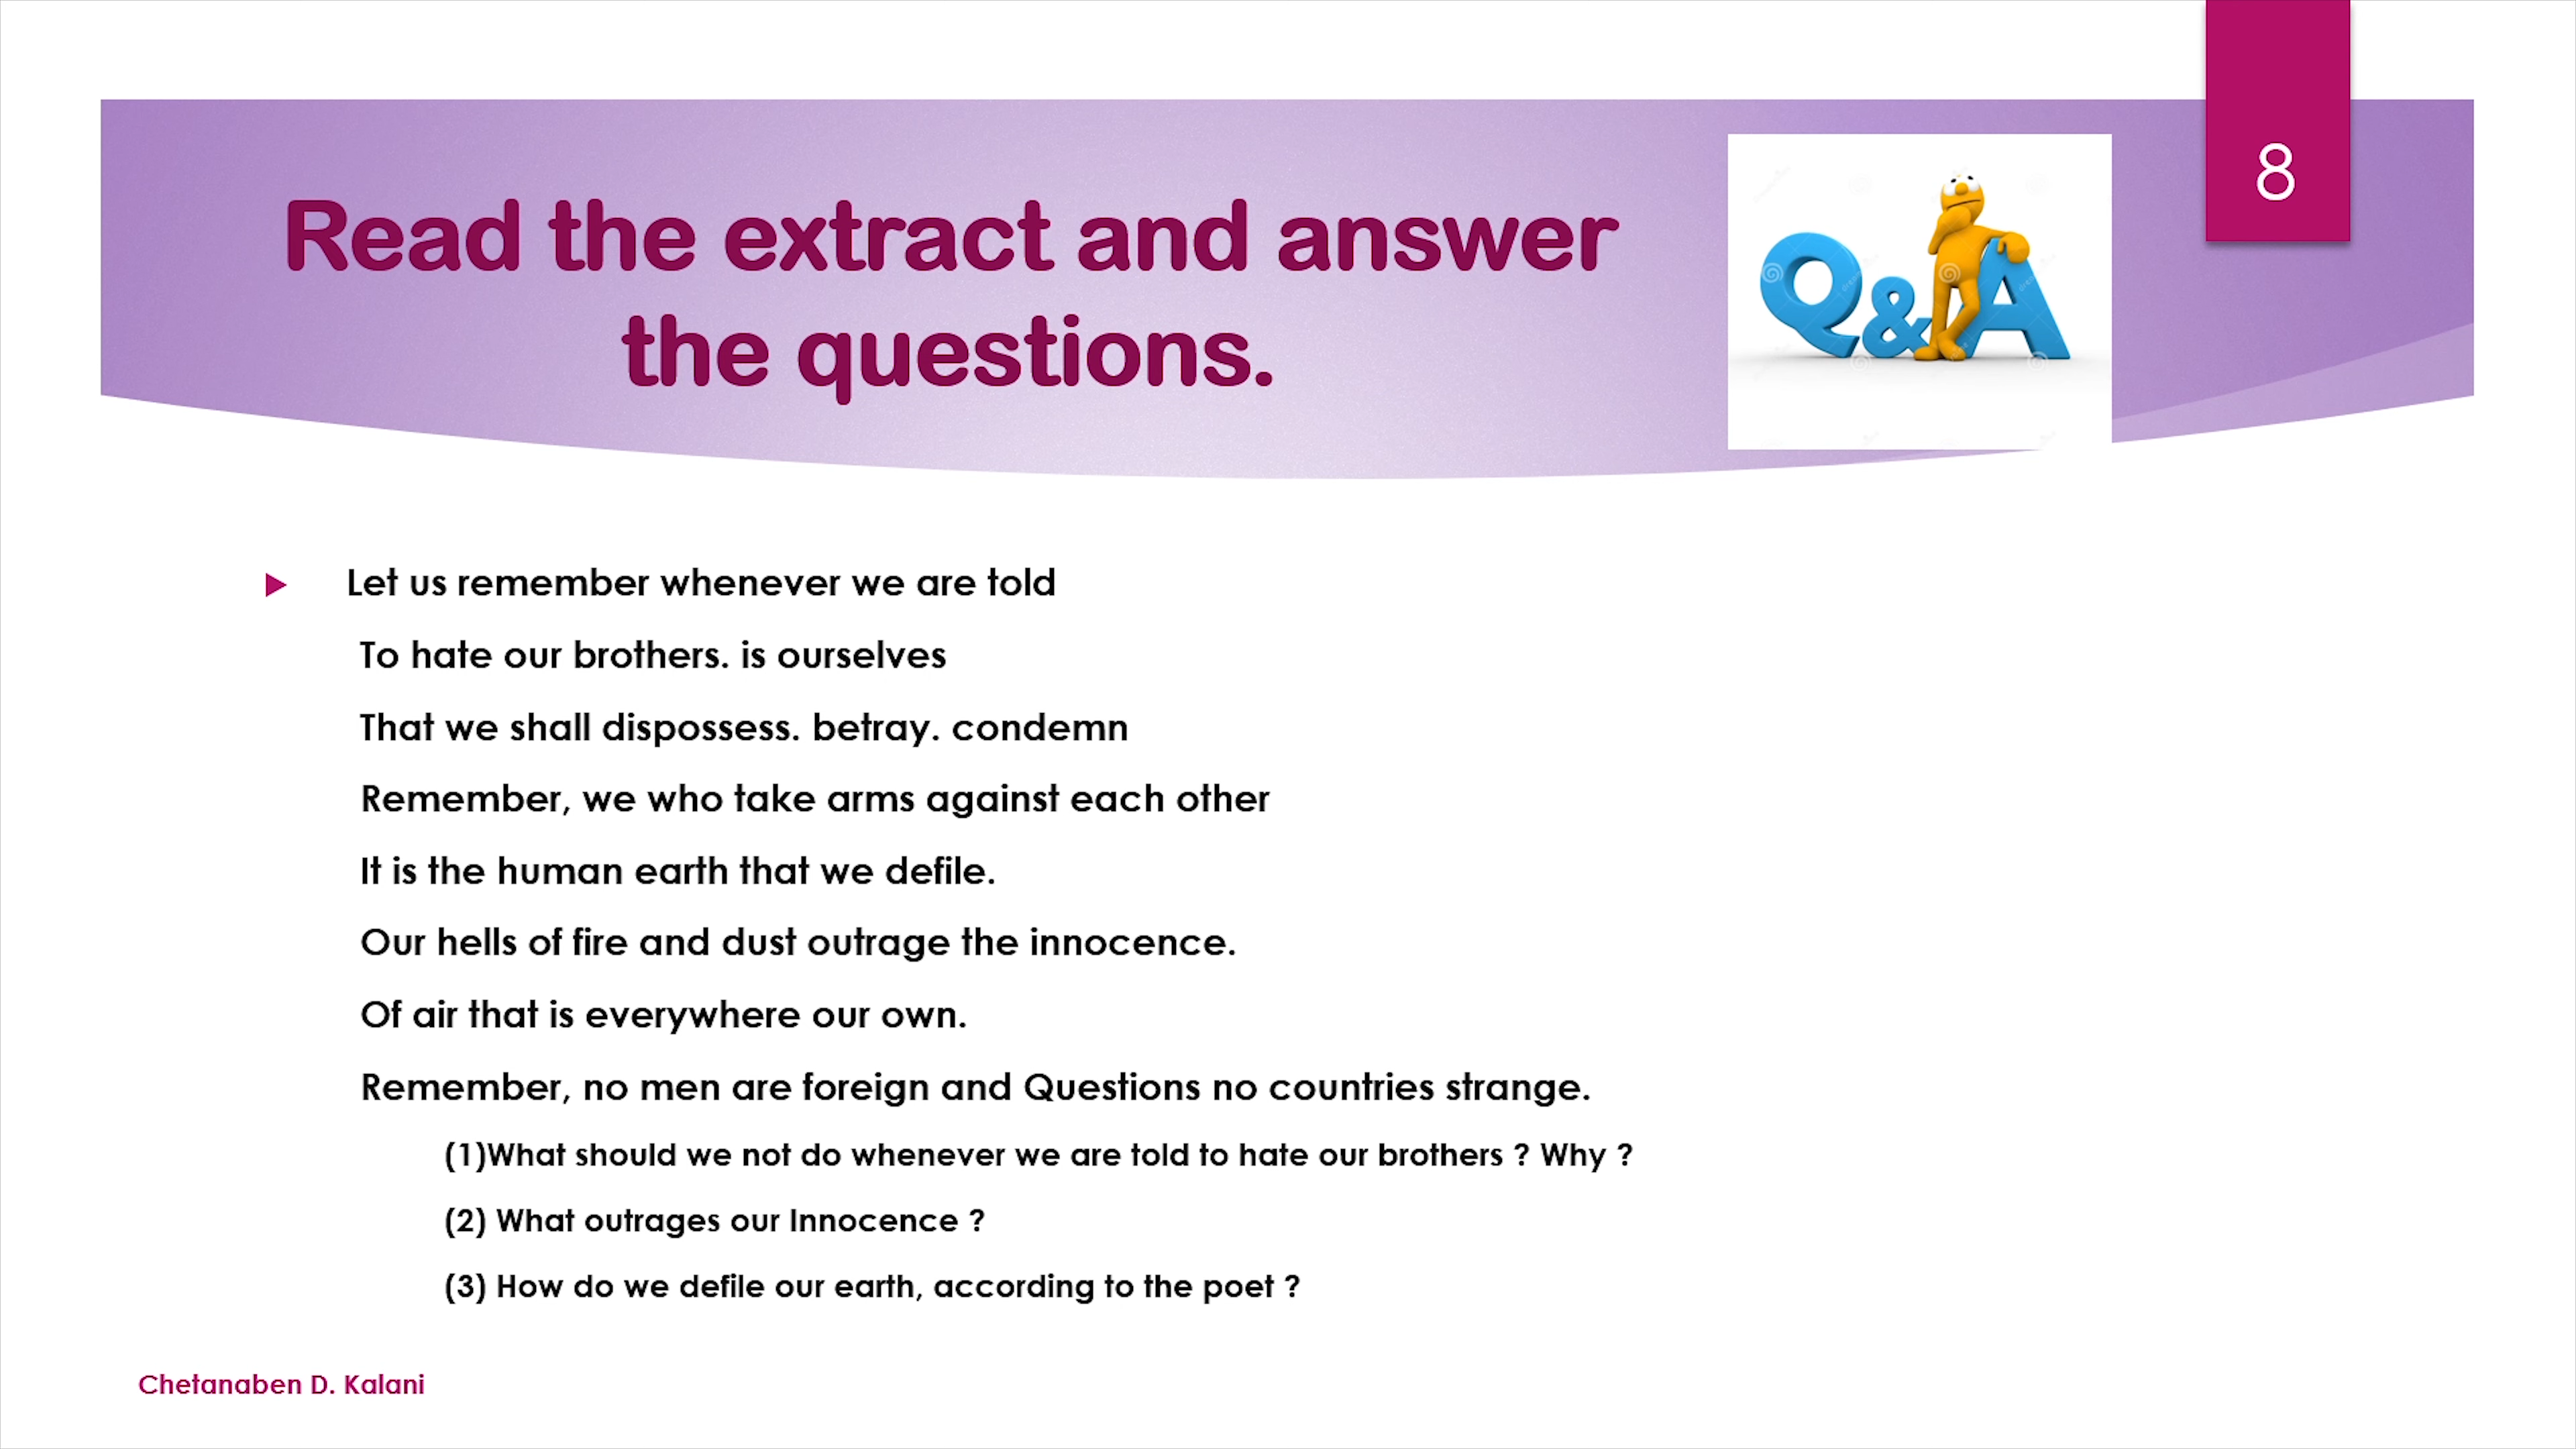 8
Read the extract and answer
the questions.
Q&A
Let us remember whenever we are told
To hate our brothers. is ourselves
That we shall dispossess. betray. condemn
Remember, we who take arms against each other
It is the human earth that we defile.
Our hells of fire and dust outrage the innocence.
Of air that is everywhere our own.
Remember, no men are foreign and Questions no countries strange.
(1)What should we not do whenever we are told to hate our brothers ? Why ?
(2) What outrages our Innocence ?
(3) How do we defile our earth, according to the poet ?
Chetanaben D. Kalani